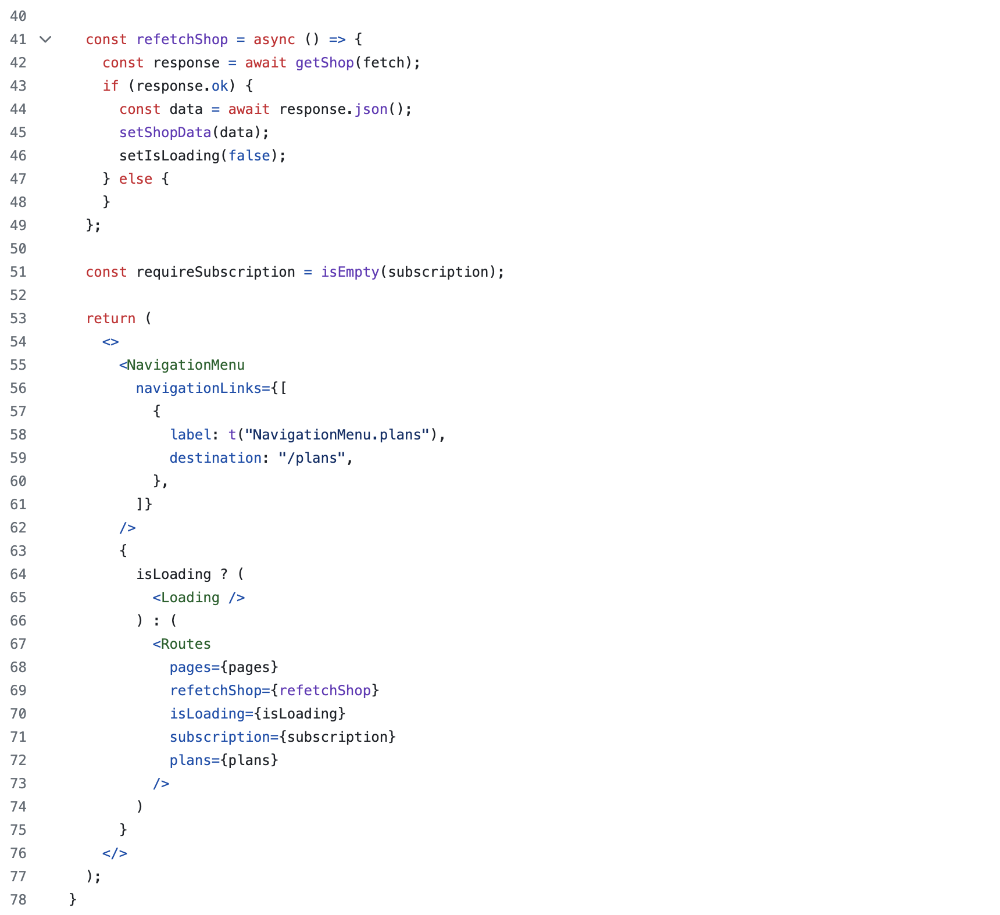 40
41   const refetchShop = async () => {
42     const response = await getShop(fetch);
43     if (response.ok) {
44       const data = await response.json();
45       setShopData(data);
46       setIsLoading(false);
47     } else {
48     }
49   };
50
51   const requireSubscription = isEmpty(subscription);
52
53   return (
54     <>
55       <NavigationMenu
56         navigationLinks={[
57           {
58             label: t("NavigationMenu.plans"),
59             destination: "/plans",
60           },
61         ]}
62       />
63       {
64         isLoading ? (
65           <Loading />
66         ) : (
67           <Routes
68             pages={pages}
69             refetchShop={refetchShop}
70             isLoading={isLoading}
71             subscription={subscription}
72             plans={plans}
73           />
74         )
75       }
76     </>
77   );
78 }